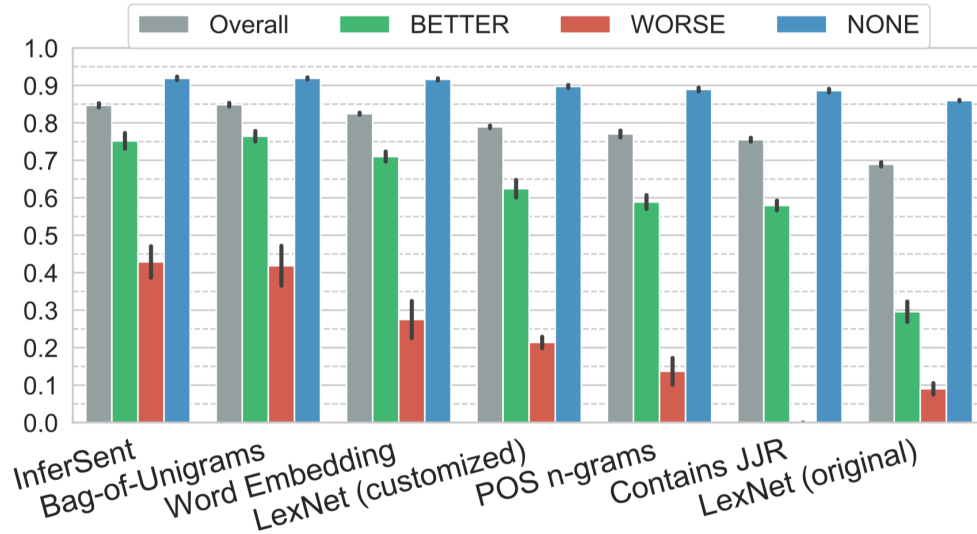 Overall BETTER WORSE NONE
1.0
0.9
0.8
0.7
0.6
0.5
0.4
0.3
0.2
0.1
0.0
InferSent
Bag-of-Unigrams
Word Embedding
LexNet (customized)
POS n-grams
Contains JJR
LexNet (original)